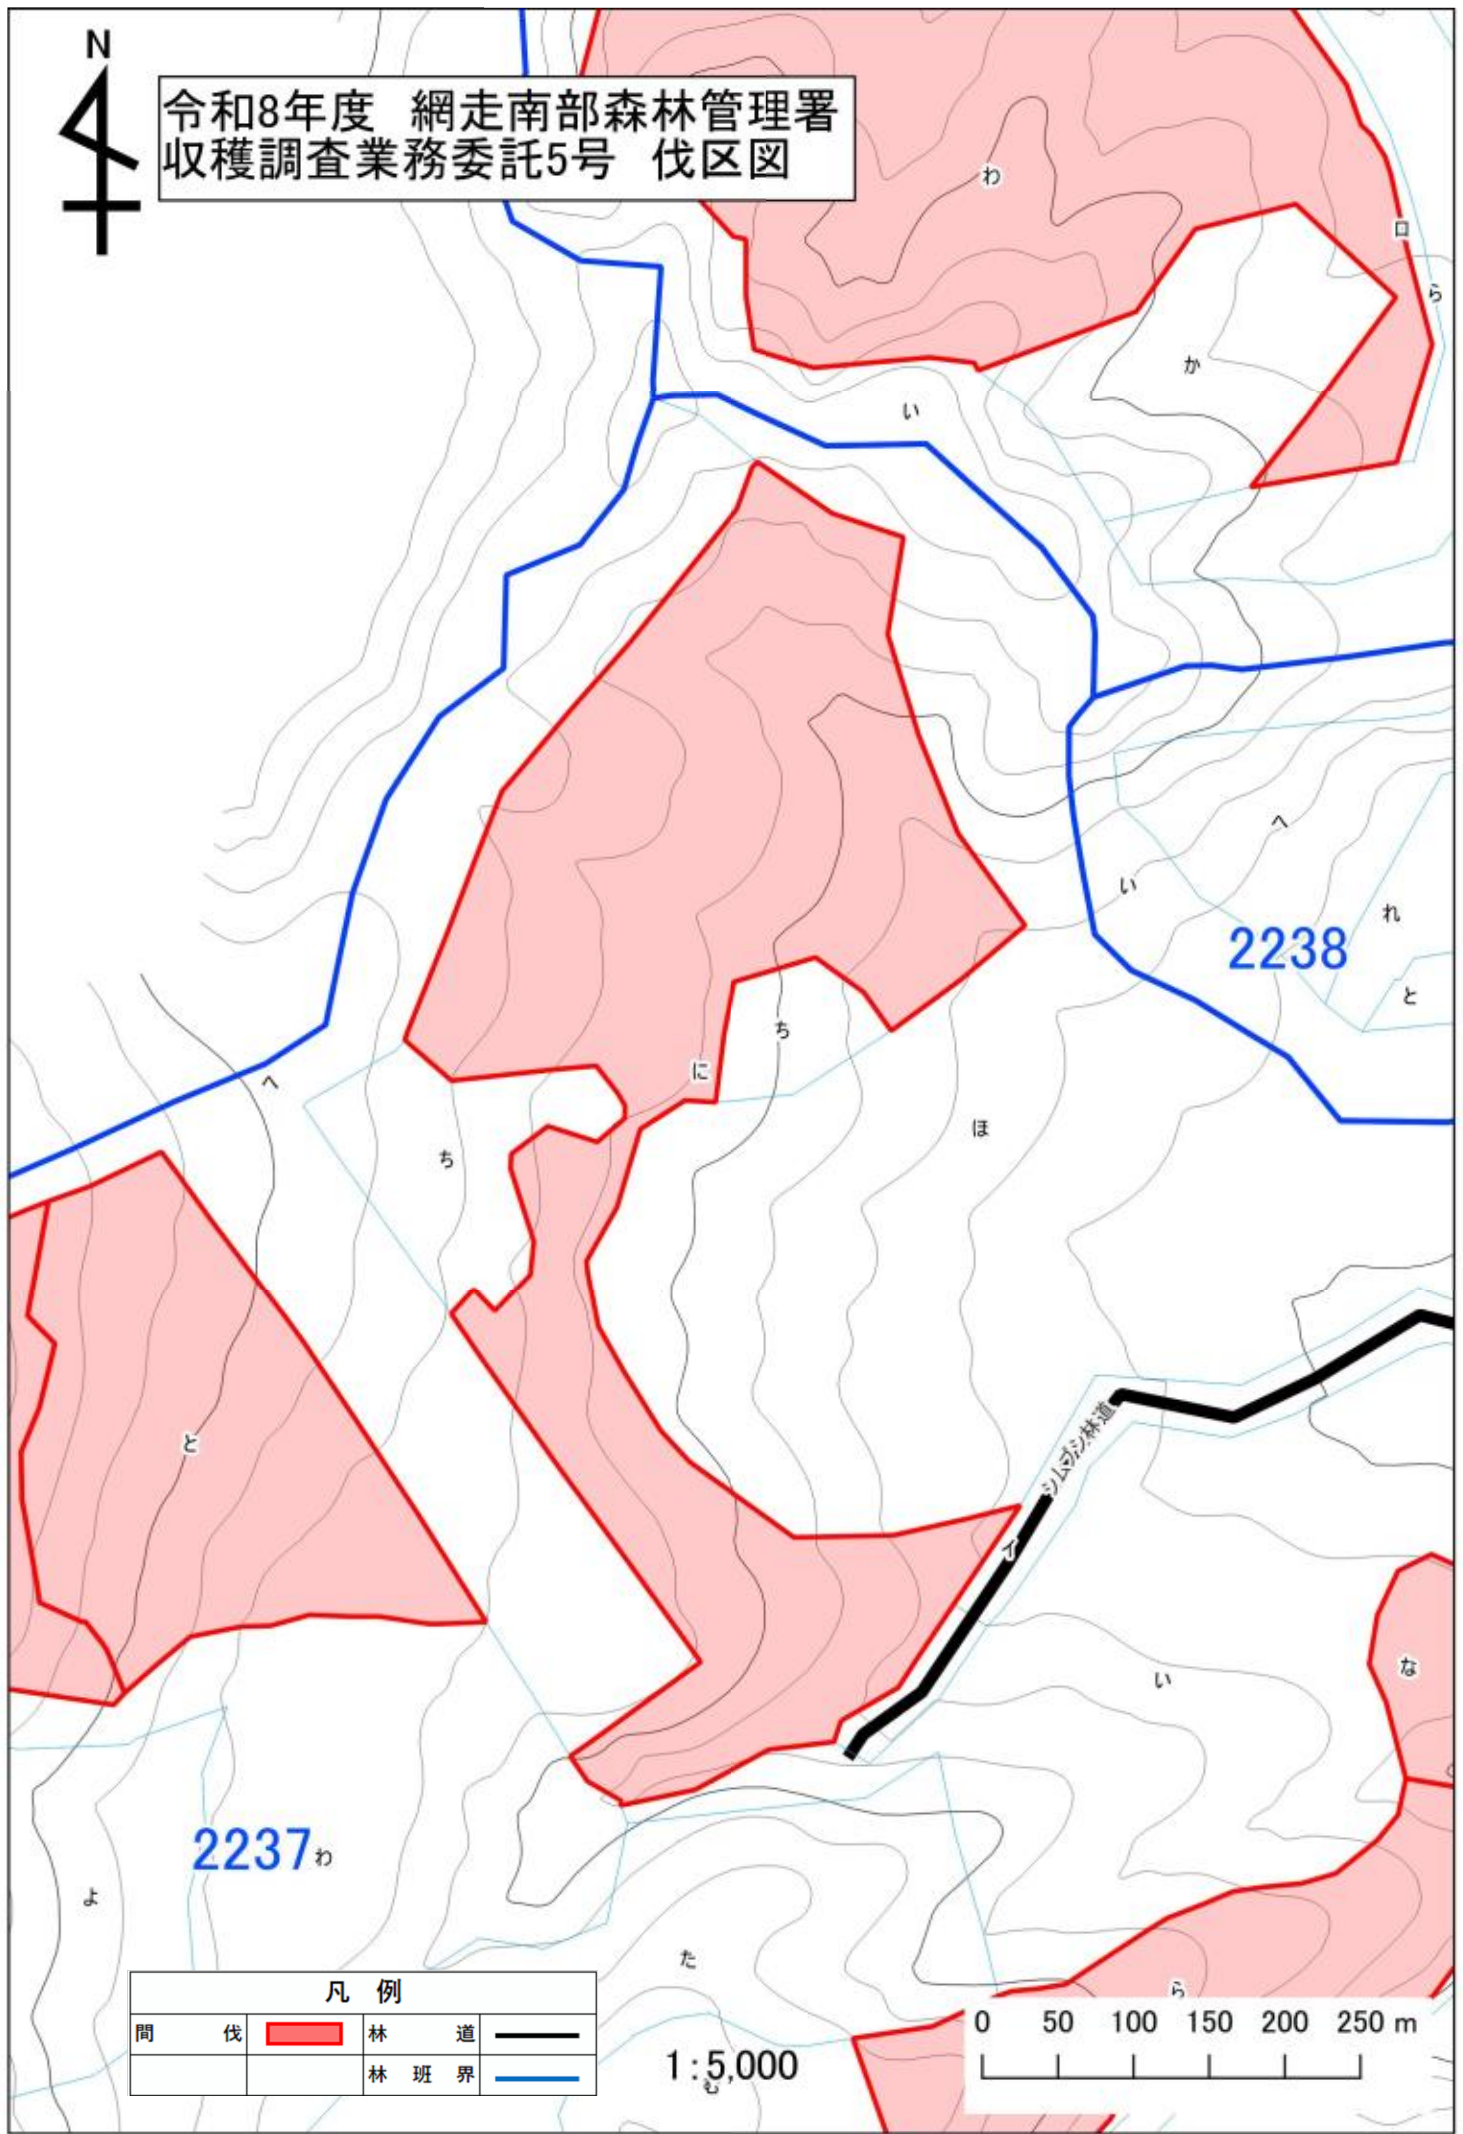 N
令和8年度　網走南部森林管理署
収穫調査業務委託5号　伐区図
わ
ロ
ら
か
い
へ
い
れ
2238
と
ち
に
へ
ほ
ち
シムプシ林道
と
イ
な
い
2237
わ
よ
た
ら
凡　例
間　伐
林　道
林　班　界
1:5,000
む
0 50 100 150 200 250 m